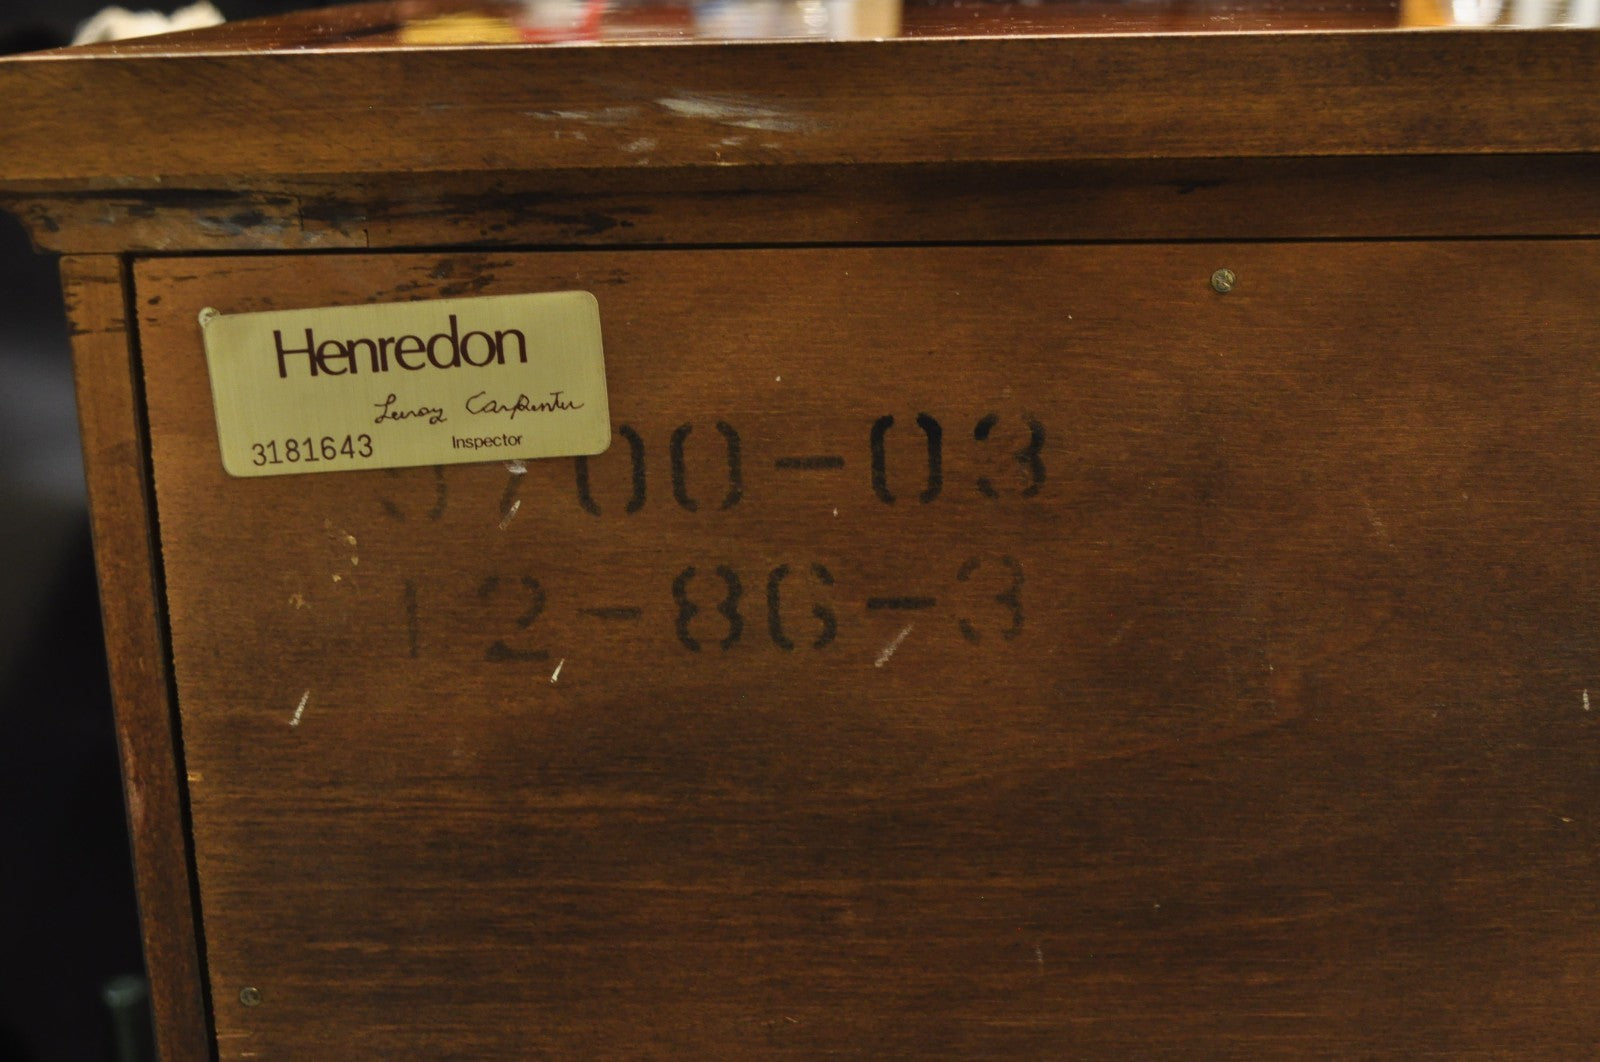 Henredon
Leroy Carpenter
3181643 Inspector
00-03
12-86-3